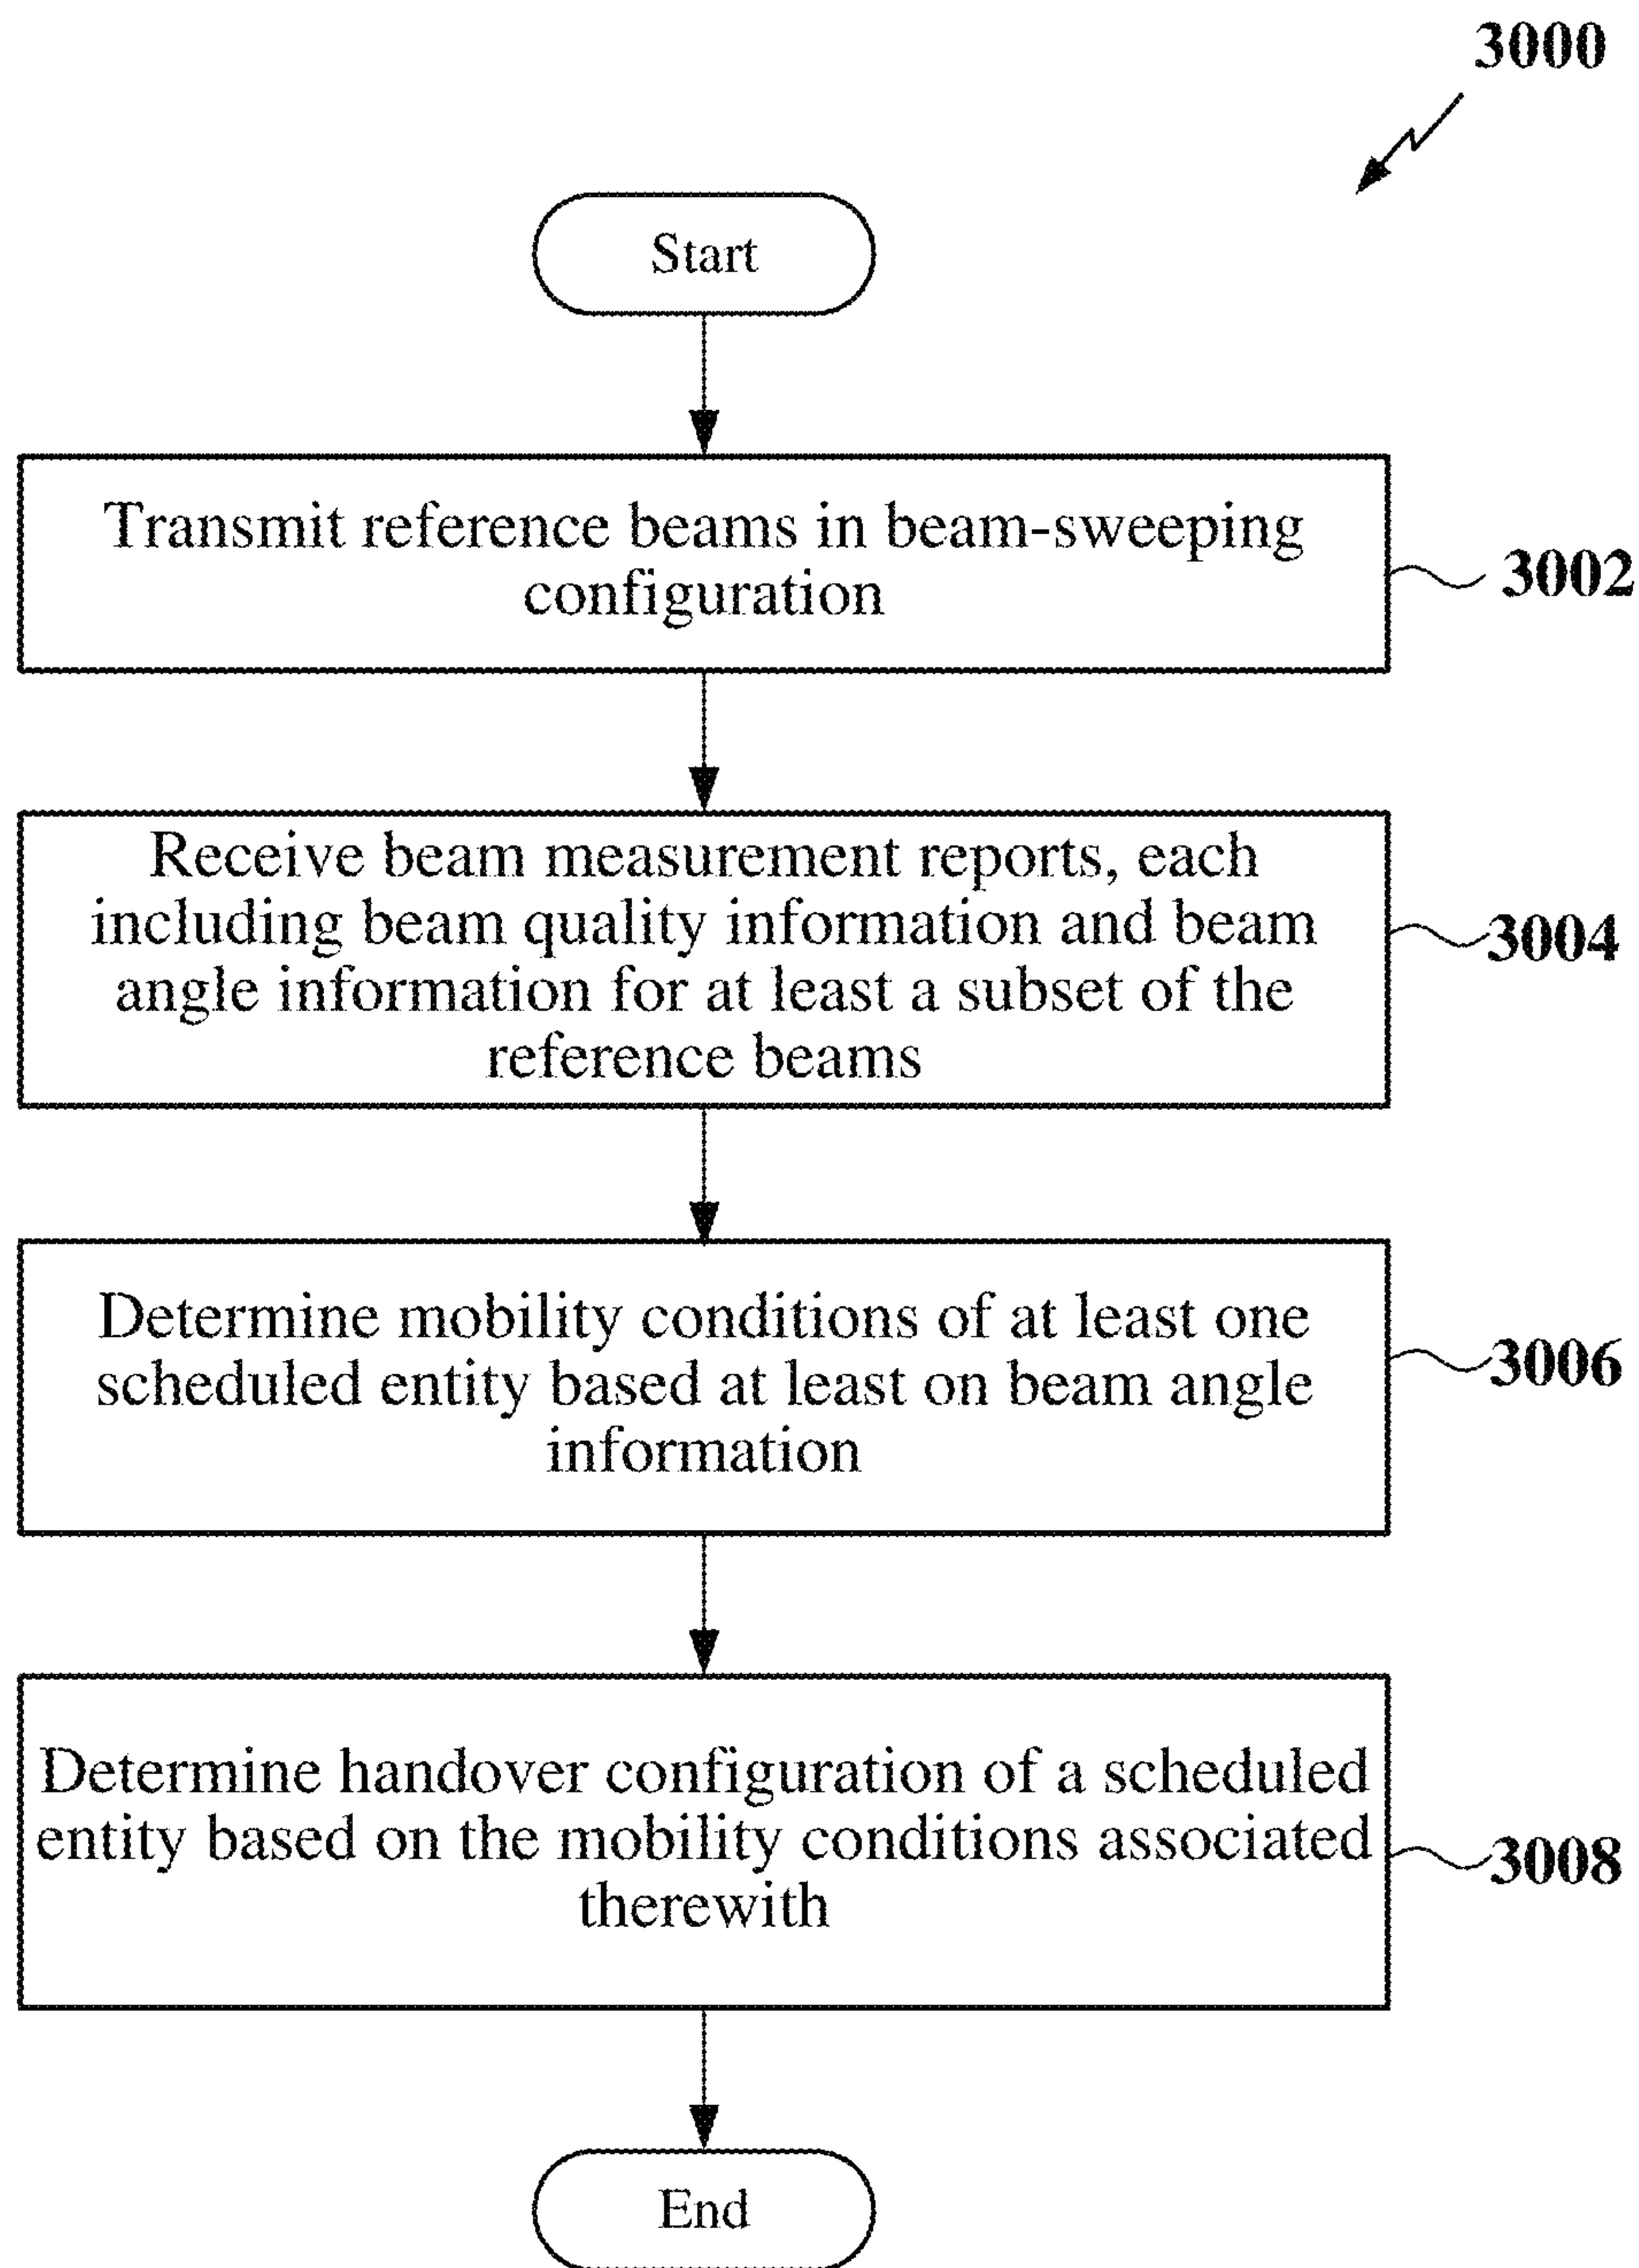 3000
Start
Transmit reference beams in beam-sweeping
configuration
3002
Receive beam measurement reports, each
including beam quality information and beam
angle information for at least a subset of the
reference beams
3004
Determine mobility conditions of at least one
scheduled entity based at least on beam angle
information
3006
Determine handover configuration of a scheduled
entity based on the mobility conditions associated
therewith
3008
End